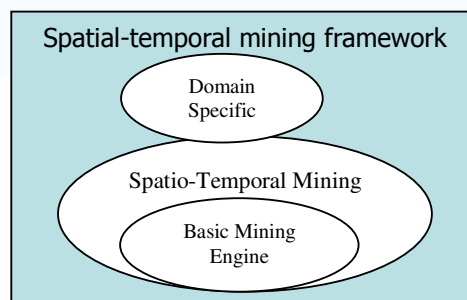 Spatial-temporal mining framework
Domain
Specific
Spatio-Temporal Mining
Basic Mining
Engine